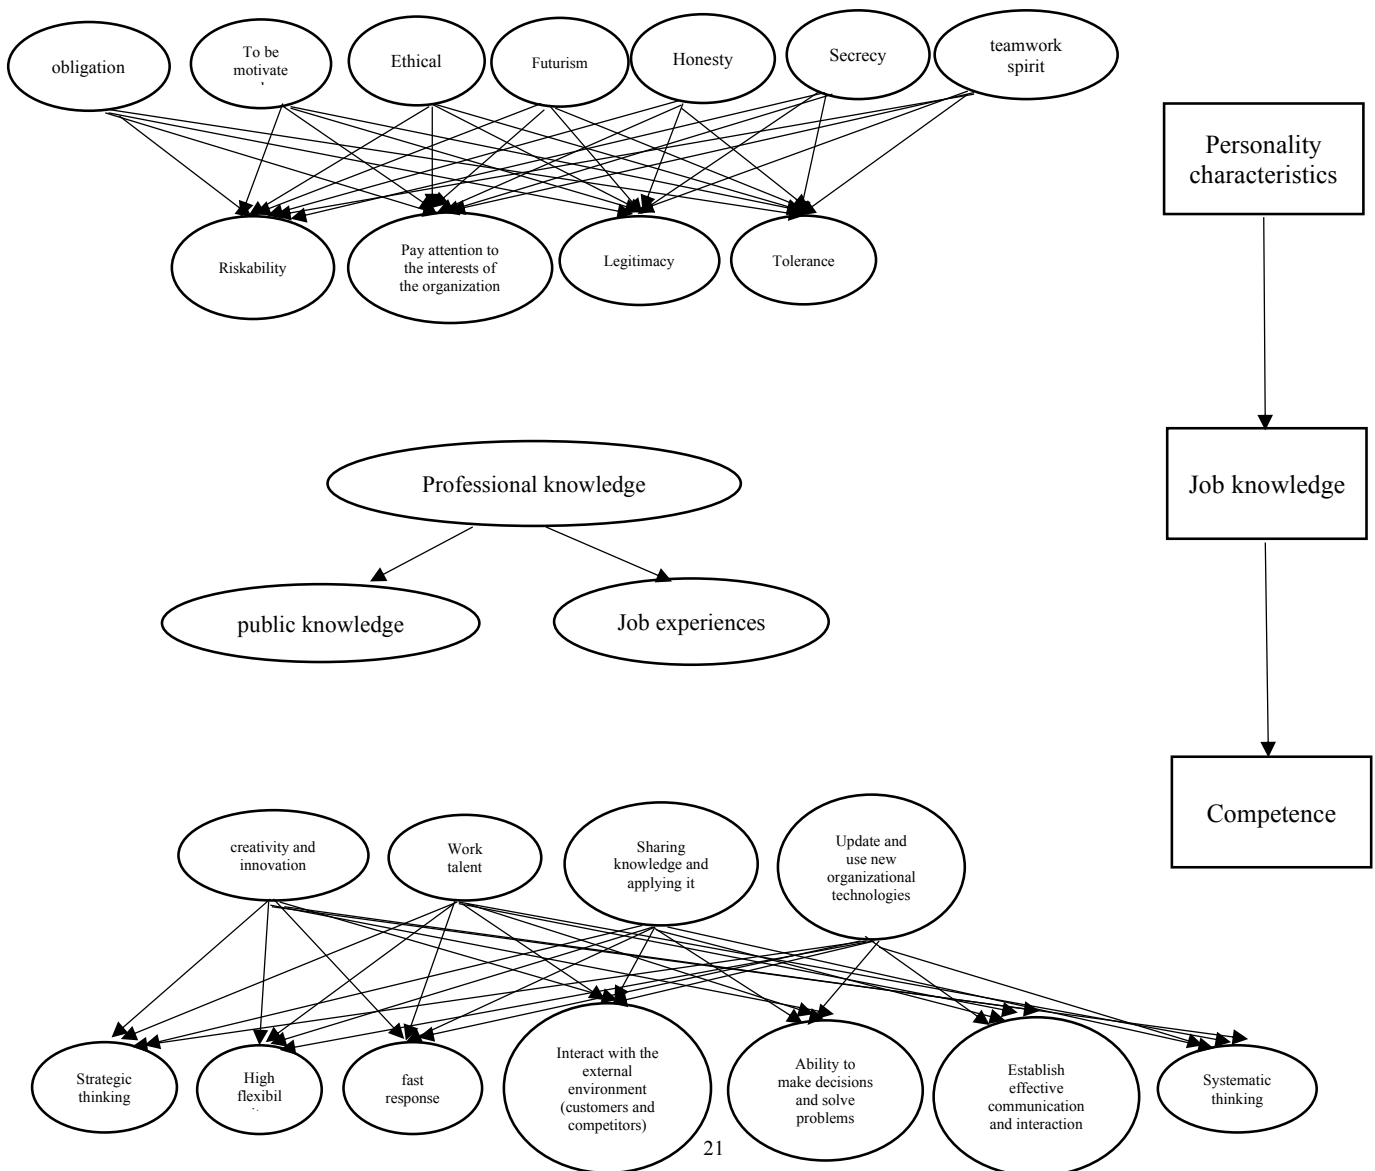 obligation
To be
motivate
Ethical
Futurism
Honesty
Secrecy
teamwork
spirit
Personality
characteristics
Riskability
Pay attention to
the interests of
the organization
Legitimacy
Tolerance
Professional knowledge
Job knowledge
public knowledge
Job experiences
Competence
creativity and
innovation
Work
talent
Sharing
knowledge and
applying it
Update and
use new
organizational
technologies
Strategic
thinking
High
flexibil
fast
response
Interact with the
external
environment
(customers and
competitors)
Ability to
make decisions
and solve
problems
Establish
effective
communication
and interaction
Systematic
thinking
21